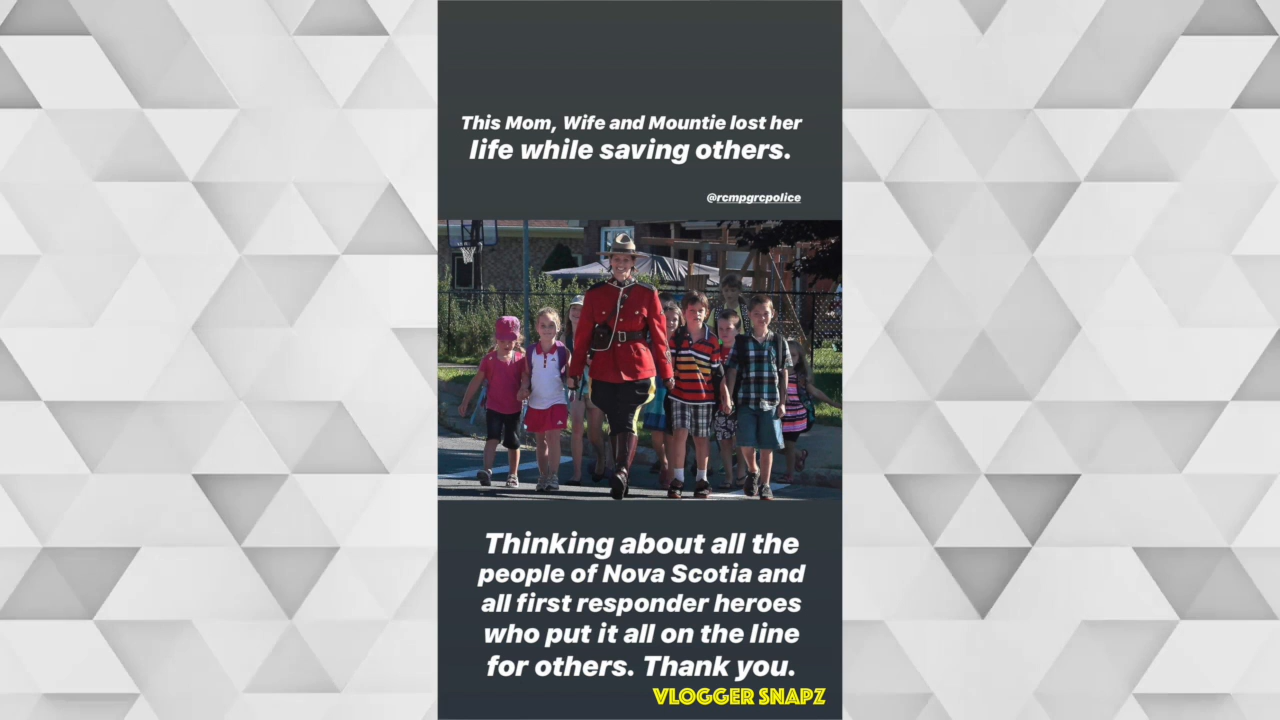 This Mom, Wife and Mountie lost her
life while saving others.
@rcmpgrcpolice
Thinking about all the
people of Nova Scotia and
all first responder heroes
who put it all on the line
for others. Thank you.
VLOGGER SNAPZ